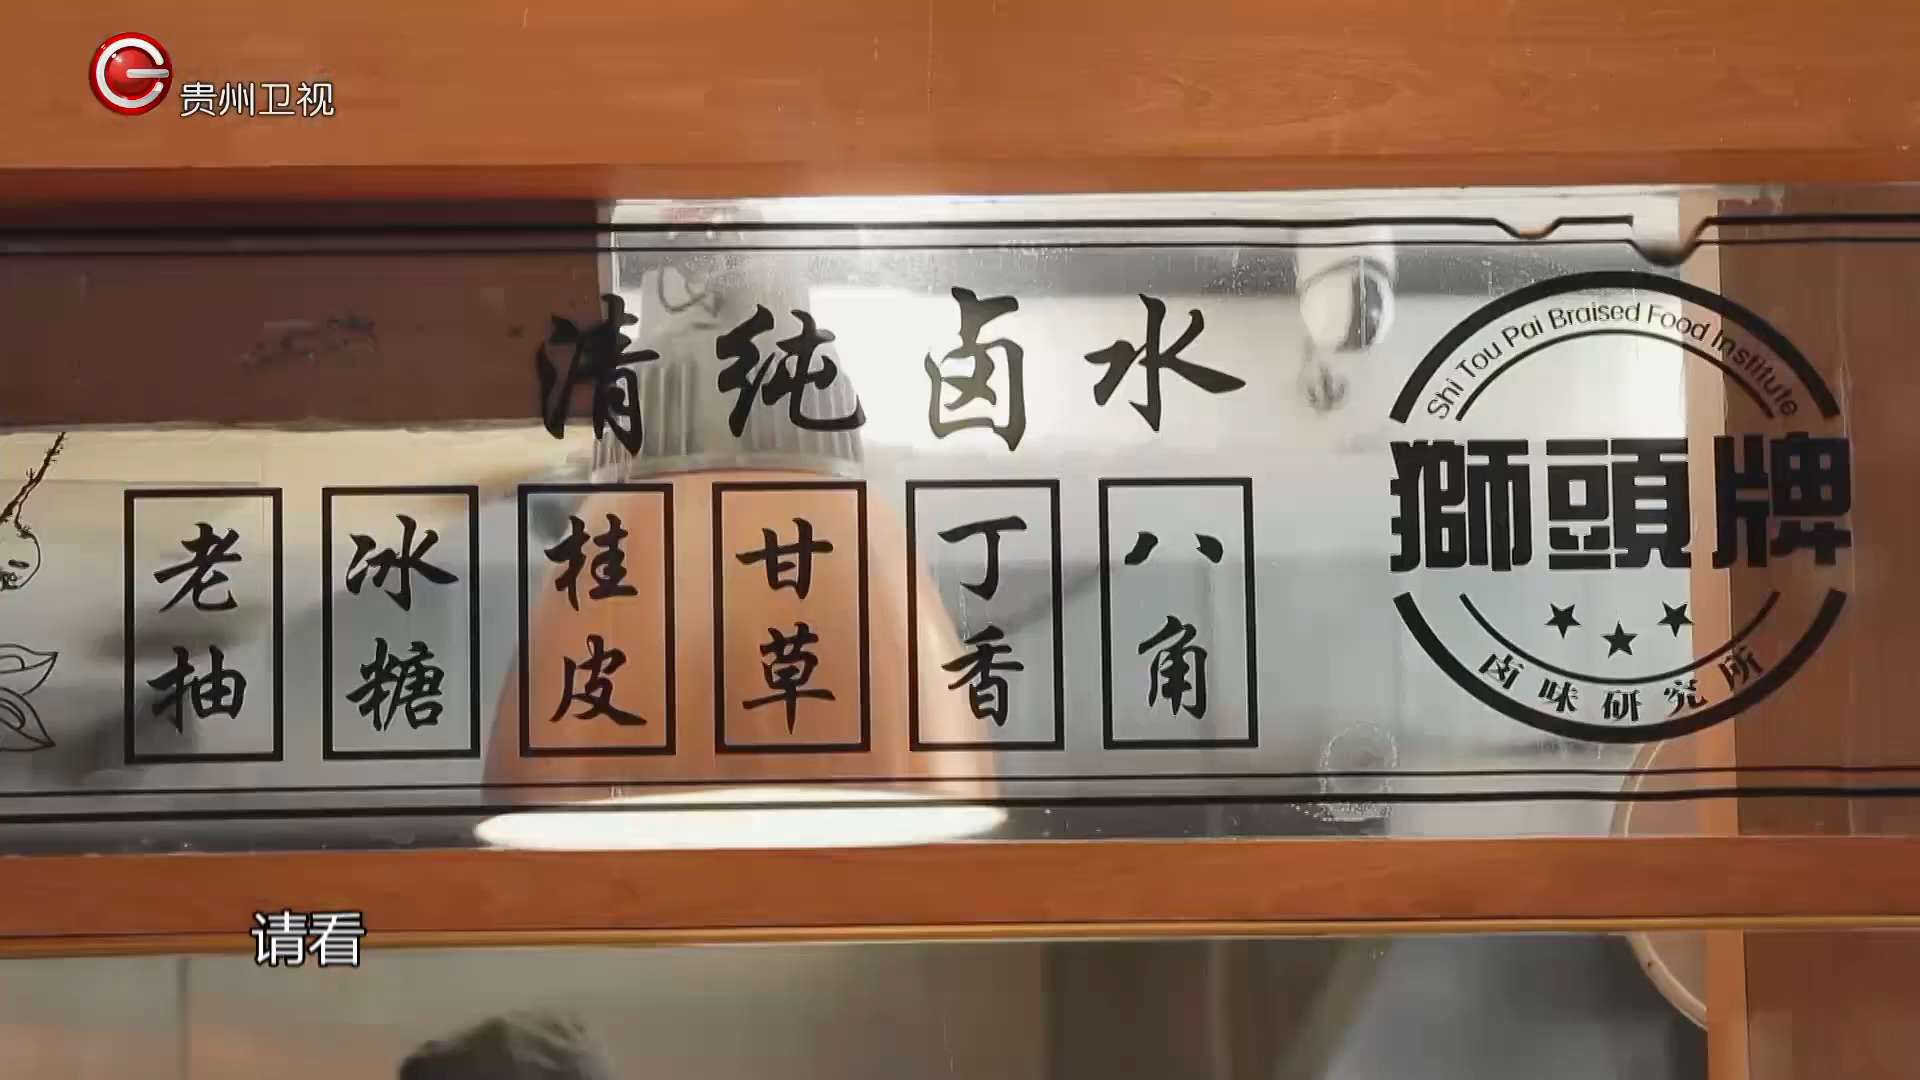 贵州卫视
清纯卤水
老抽
冰糖
桂皮
甘草
丁香
八角
Shi Tou Pai Braised Food Institute
獅頭牌
卤味研究所
请看